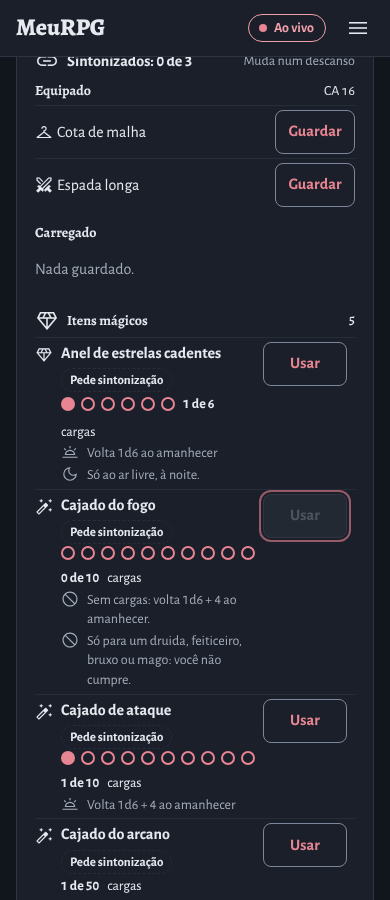 MeuRPG
Ao vivo
Sintonizados: 0 de 3
Muda num descanso
Equipado
CA 16
Cota de malha
Guardar
Espada longa
Guardar
Carregado
Nada guardado.
Itens mágicos
5
Anel de estrelas cadentes
Usar
Pede sintonização
1 de 6
cargas
Volta 1d6 ao amanhecer
Só ao ar livre, à noite.
Cajado do fogo
Usar
Pede sintonização
0 de 10 cargas
Sem cargas: volta 1d6 + 4 ao
amanhecer.
Só para um druida, feiticeiro,
bruxo ou mago: você não
cumpre.
Cajado de ataque
Usar
Pede sintonização
1 de 10 cargas
Volta 1d6 + 4 ao amanhecer
Cajado do arcano
Usar
Pede sintonização
1 de 50 cargas